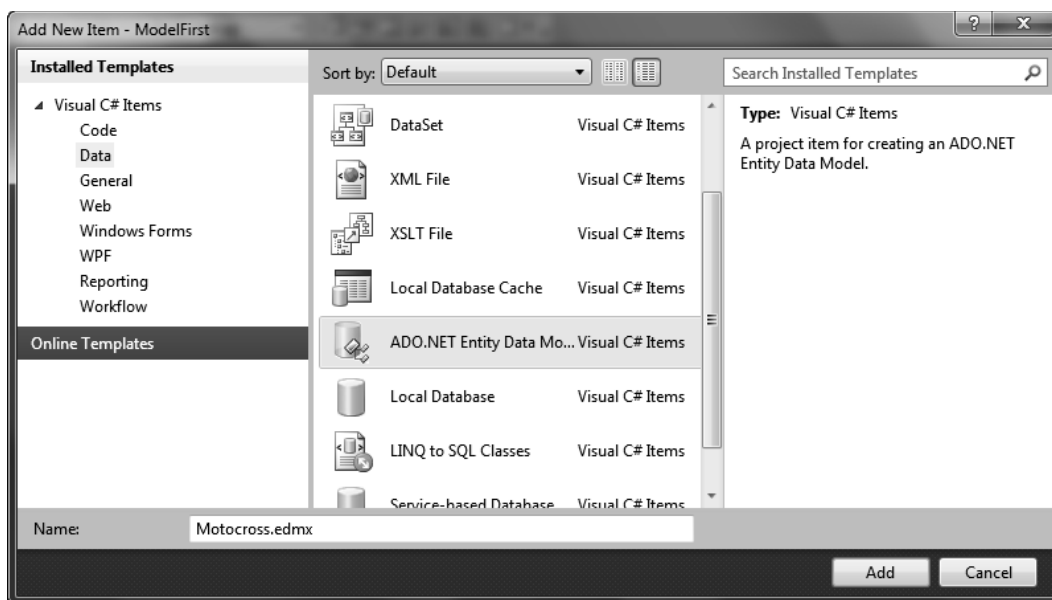 Add New Item - ModelFirst
Installed Templates
Visual C# Items
Code
Data
General
Web
Windows Forms
WPF
Reporting
Workflow
Online Templates
Sort by: Default
DataSet Visual C# Items
XML File Visual C# Items
XSLT File Visual C# Items
Local Database Cache Visual C# Items
ADO.NET Entity Data Mo... Visual C# Items
Local Database Visual C# Items
LINQ to SQL Classes Visual C# Items
Service-based Database Visual C# Items
Search Installed Templates
Type: Visual C# Items
A project item for creating an ADO.NET
Entity Data Model.
Name: Motocross.edmx
Add Cancel